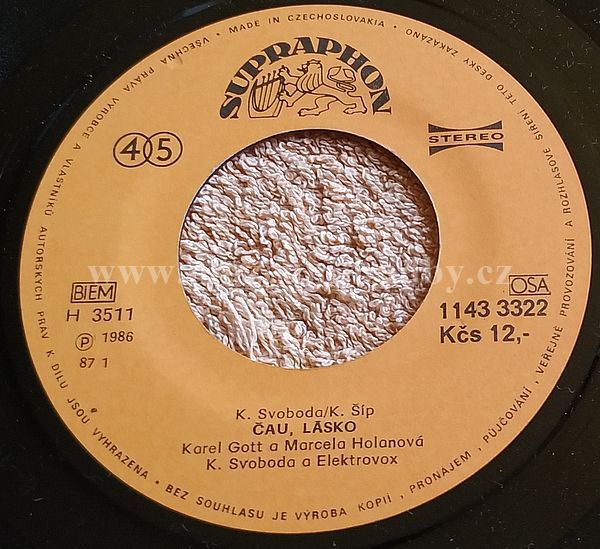 VŠECHNA PRÁVA VÝROBCE A VLASTNÍKŮ AUTORSKÝCH PRÁV K DÍLU JSOU VYHRAZENA • BEZ SOUHLASU JE VÝROBA KOPIÍ, PRONÁJEM, PŮJČOVÁNÍ, VEŘEJNÉ PROVOZOVÁNÍ A ROZHLASOVÉ ŠÍŘENÍ TÉTO DESKY ZAKÁZÁNO • MADE IN CZECHOSLOVAKIA •
SUPRAPHON
45
STEREO
BIEM
H 3511
Ⓟ 1986
87 1
OSA
1143 3322
Kčs 12,-
K. Svoboda/K. Šíp
ČAU, LÁSKO
Karel Gott a Marcela Holanová
K. Svoboda a Elektrovox